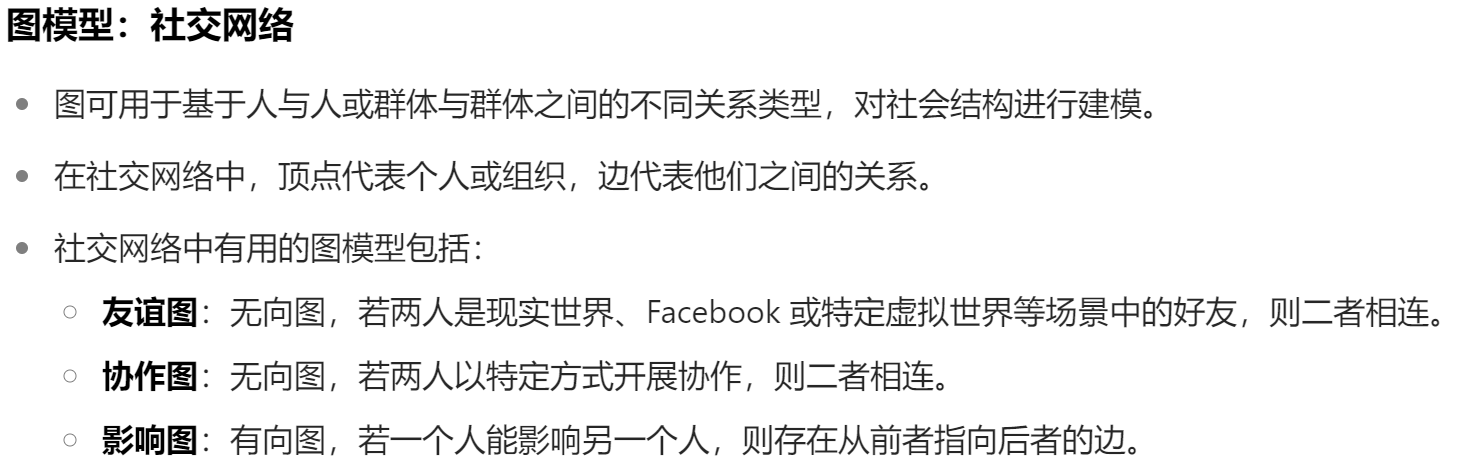 图模型：社交网络
• 图可用于基于人与人或群体与群体之间的不同关系类型，对社会结构进行建模。
• 在社交网络中，顶点代表个人或组织，边代表他们之间的关系。
• 社交网络中有用的图模型包括：
○ 友谊图：无向图，若两人是现实世界、Facebook 或特定虚拟世界等场景中的好友，则二者相连。
○ 协作图：无向图，若两人以特定方式开展协作，则二者相连。
○ 影响图：有向图，若一个人能影响另一个人，则存在从前者指向后者的边。